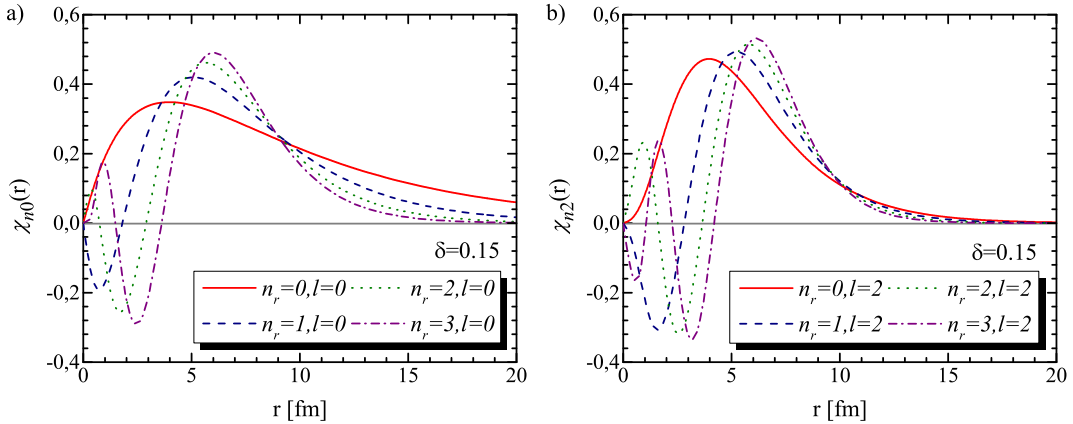 a)
0,6
0,4
0,2
0,0
-0,2
-0,4
χn0(r)
δ=0.15
nr=0,l=0 nr=2,l=0
nr=1,l=0 nr=3,l=0
0 5 10 15 20
r [fm]
b)
0,6
0,4
0,2
0,0
-0,2
-0,4
χn2(r)
δ=0.15
nr=0,l=2 nr=2,l=2
nr=1,l=2 nr=3,l=2
0 5 10 15 20
r [fm]